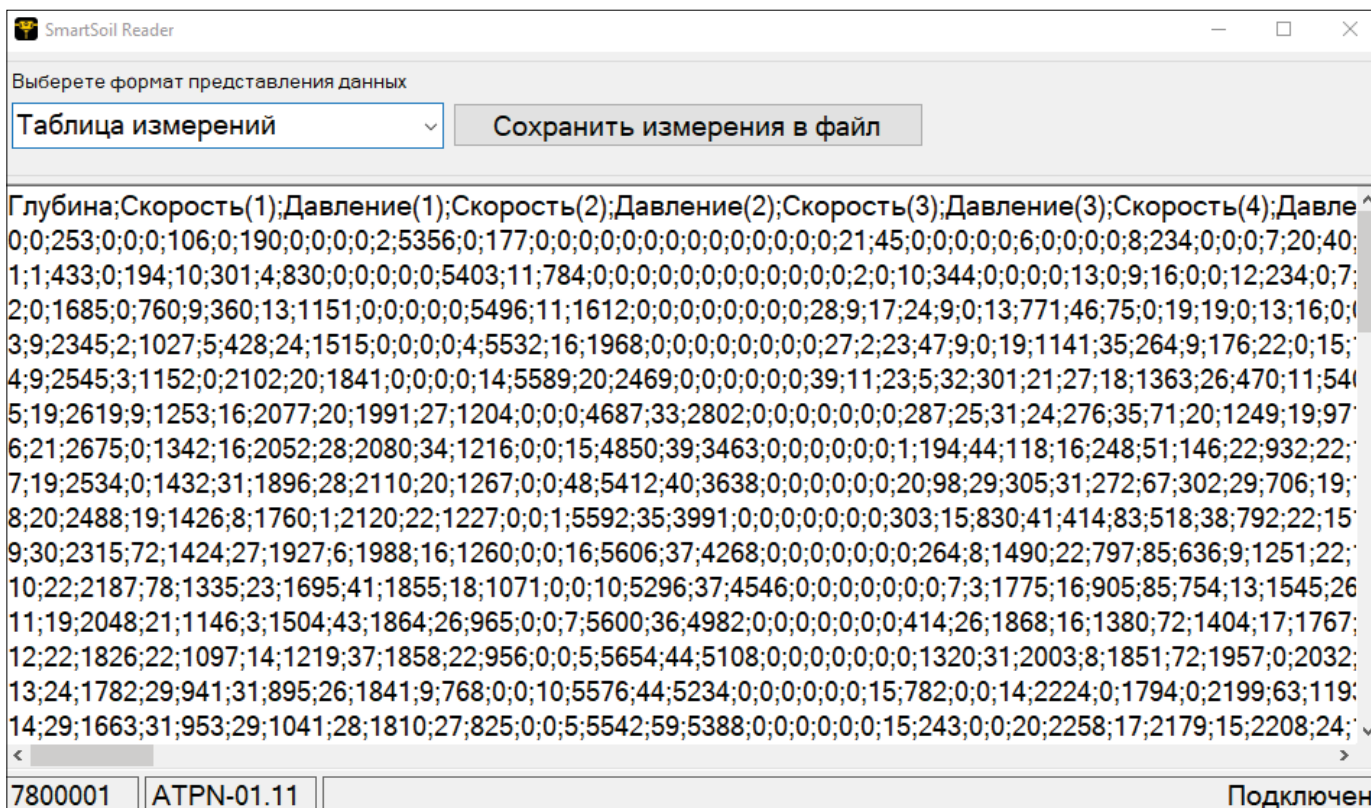 SmartSoil Reader
Выберете формат представления данных
Таблица измерений
Сохранить измерения в файл
Глубина;Скорость(1);Давление(1);Скорость(2);Давление(2);Скорость(3);Давление(3);Скорость(4);Давле
0;0;253;0;0;0;106;0;190;0;0;0;0;2;5356;0;177;0;0;0;0;0;0;0;0;0;0;0;0;0;0;21;45;0;0;0;0;0;6;0;0;0;0;8;234;0;0;0;7;20;40;
1;1;433;0;194;10;301;4;830;0;0;0;0;0;5403;11;784;0;0;0;0;0;0;0;0;0;0;0;0;2;0;10;344;0;0;0;0;13;0;9;16;0;0;12;234;0;7;
2;0;1685;0;760;9;360;13;1151;0;0;0;0;0;5496;11;1612;0;0;0;0;0;0;0;0;0;28;9;17;24;9;0;13;771;46;75;0;19;19;0;13;16;0;
3;9;2345;2;1027;5;428;24;1515;0;0;0;0;4;5532;16;1968;0;0;0;0;0;0;0;0;27;2;23;47;9;0;19;1141;35;264;9;176;22;0;15;
4;9;2545;3;1152;0;2102;20;1841;0;0;0;0;14;5589;20;2469;0;0;0;0;0;0;39;11;23;5;32;301;21;27;18;1363;26;470;11;540
5;19;2619;9;1253;16;2077;20;1991;27;1204;0;0;0;4687;33;2802;0;0;0;0;0;0;0;287;25;31;24;276;35;71;20;1249;19;97
6;21;2675;0;1342;16;2052;28;2080;34;1216;0;0;15;4850;39;3463;0;0;0;0;0;0;1;194;44;118;16;248;51;146;22;932;22;
7;19;2534;0;1432;31;1896;28;2110;20;1267;0;0;48;5412;40;3638;0;0;0;0;0;0;20;98;29;305;31;272;67;302;29;706;19;
8;20;2488;19;1426;8;1760;1;2120;22;1227;0;0;1;5592;35;3991;0;0;0;0;0;0;0;303;15;830;41;414;83;518;38;792;22;15
9;30;2315;72;1424;27;1927;6;1988;16;1260;0;0;16;5606;37;4268;0;0;0;0;0;0;0;264;8;1490;22;797;85;636;9;1251;22;
10;22;2187;78;1335;23;1695;41;1855;18;1071;0;0;10;5296;37;4546;0;0;0;0;0;0;0;7;3;1775;16;905;85;754;13;1545;26
11;19;2048;21;1146;3;1504;43;1864;26;965;0;0;7;5600;36;4982;0;0;0;0;0;0;0;414;26;1868;16;1380;72;1404;17;1767;
12;22;1826;22;1097;14;1219;37;1858;22;956;0;0;5;5654;44;5108;0;0;0;0;0;0;0;1320;31;2003;8;1851;72;1957;0;2032;
13;24;1782;29;941;31;895;26;1841;9;768;0;0;10;5576;44;5234;0;0;0;0;0;0;15;782;0;0;14;2224;0;1794;0;2199;63;119
14;29;1663;31;953;29;1041;28;1810;27;825;0;0;5;5542;59;5388;0;0;0;0;0;0;15;243;0;0;20;2258;17;2179;15;2208;24;
7800001
ATPN-01.11
Подключен